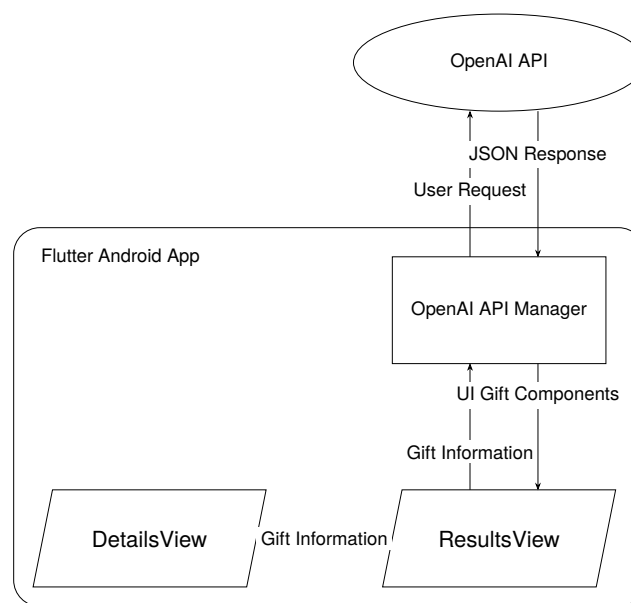 OpenAI API
JSON Response
User Request
Flutter Android App
OpenAI API Manager
UI Gift Components
Gift Information
DetailsView
Gift Information
ResultsView